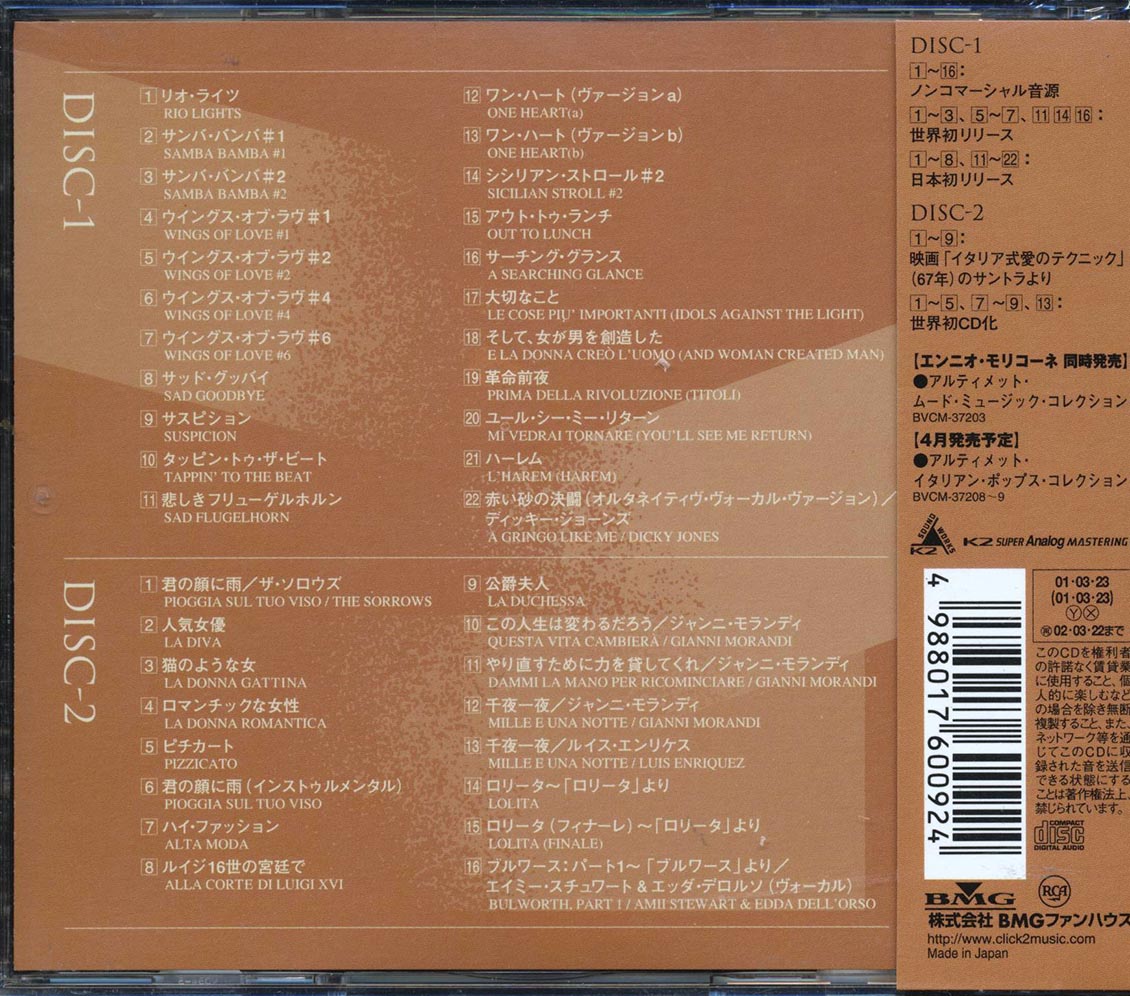 DISC-1
1 リオ・ライツ
RIO LIGHTS
2 サンバ・バンバ#1
SAMBA BAMBA #1
3 サンバ・バンバ#2
SAMBA BAMBA #2
4 ウイングス・オブ・ラヴ#1
WINGS OF LOVE #1
5 ウイングス・オブ・ラヴ#2
WINGS OF LOVE #2
6 ウイングス・オブ・ラヴ#4
WINGS OF LOVE #4
7 ウイングス・オブ・ラヴ#6
WINGS OF LOVE #6
8 サッド・グッバイ
SAD GOODBYE
9 サスピション
SUSPICION
10 タッピン・トゥ・ザ・ビート
TAPPIN' TO THE BEAT
11 悲しきフリューゲルホルン
SAD FLUGELHORN
12 ワン・ハート（ヴァージョンa）
ONE HEART(a)
13 ワン・ハート（ヴァージョンb）
ONE HEART(b)
14 シシリアン・ストロール#2
SICILIAN STROLL #2
15 アウト・トゥ・ランチ
OUT TO LUNCH
16 サーチング・グランス
A SEARCHING GLANCE
17 大切なこと
LE COSE PIU' IMPORTANTI (IDOLS AGAINST THE LIGHT)
18 そして、女が男を創造した
E LA DONNA CREÒ L'UOMO (AND WOMAN CREATED MAN)
19 革命前夜
PRIMA DELLA RIVOLUZIONE (TITOLI)
20 ユール・シー・ミー・リターン
MI VEDRAI TORNARE (YOU'LL SEE ME RETURN)
21 ハーレム
L'HAREM (HAREM)
22 赤い砂の決闘（オルタネイティヴ・ヴォーカル・ヴァージョン）／
ディッキー・ジョーンズ
A GRINGO LIKE ME / DICKY JONES
DISC-2
1 君の顔に雨／ザ・ソロウズ
PIOGGIA SUL TUO VISO / THE SORROWS
2 人気女優
LA DIVA
3 猫のような女
LA DONNA GATTINA
4 ロマンチックな女性
LA DONNA ROMANTICA
5 ピチカート
PIZZICATO
6 君の顔に雨（インストゥルメンタル）
PIOGGIA SUL TUO VISO
7 ハイ・ファッション
ALTA MODA
8 ルイジ16世の宮廷で
ALLA CORTE DI LUIGI XVI
9 公爵夫人
LA DUCHESSA
10 この人生は変わるだろう／ジャンニ・モランディ
QUESTA VITA CAMBIERÀ / GIANNI MORANDI
11 やり直すために力を貸してくれ／ジャンニ・モランディ
DAMMI LA MANO PER RICOMINCIARE / GIANNI MORANDI
12 千夜一夜／ジャンニ・モランディ
MILLE E UNA NOTTE / GIANNI MORANDI
13 千夜一夜／ルイス・エンリケス
MILLE E UNA NOTTE / LUIS ENRIQUEZ
14 ロリータ～「ロリータ」より
LOLITA
15 ロリータ（フィナーレ）～「ロリータ」より
LOLITA (FINALE)
16 ブルワース：パート1～「ブルワース」より／
エイミー・スチュワート＆エッダ・デロルソ（ヴォーカル）
BULWORTH, PART 1 / AMII STEWART & EDDA DELL'ORSO
DISC-1
1～16：
ノンコマーシャル音源
1～3、5～7、11 14 16：
世界初リリース
1～8、11～22：
日本初リリース
DISC-2
1～9：
映画「イタリア式愛のテクニック」
（67年）のサントラより
1～5、7～9、13：
世界初CD化
【エンニオ・モリコーネ 同時発売】
●アルティメット・
ムード・ミュージック・コレクション
BVCM-37203
【4月発売予定】
●アルティメット・
イタリアン・ポップス・コレクション
BVCM-37208～9
SOUND WORKS K2
K2 SUPER Analog MASTERING
4 988017 600924
01・03・23
(01・03・23)
Ⓨ Ⓧ
再 02・03・22まで
このCDを権利者
の許諾なく賃貸業
に使用すること、個
人的に楽しむなど
の場合を除き無断
複製すること、また、
ネットワーク等を通
じてこのCDに収
録された音を送信
できる状態にする
ことは著作権法上、
禁じられています。
COMPACT
disc
DIGITAL AUDIO
BMG
RCA
株式会社 BMGファンハウス
http://www.click2music.com
Made in Japan